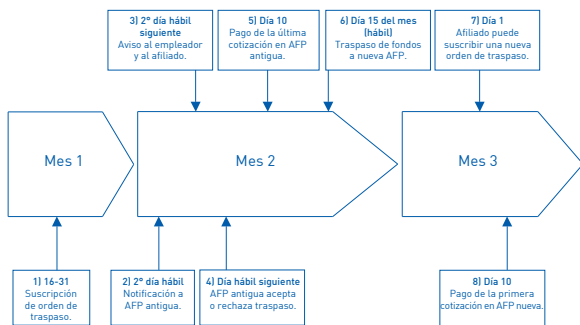 3) 2º día hábil
siguiente
Aviso al empleador
y al afiliado.
5) Día 10
Pago de la última
cotización en AFP
antigua.
6) Día 15 del mes
(hábil)
Traspaso de fondos
a nueva AFP.
7) Día 1
Afiliado puede
suscribir una nueva
orden de traspaso.
Mes 1
Mes 2
Mes 3
1) 16-31
Suscripción
de orden de
traspaso.
2) 2º día hábil
Notificación a
AFP antigua.
4) Día hábil siguiente
AFP antigua acepta
o rechaza traspaso.
8) Día 10
Pago de la primera
cotización en AFP nueva.